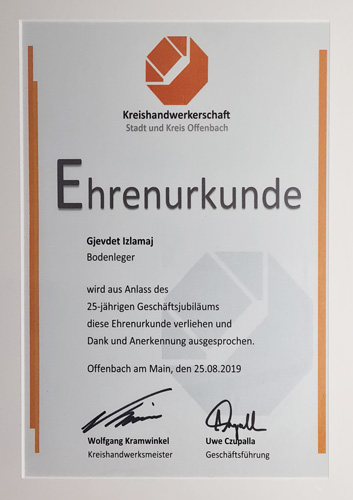 Kreishandwerkerschaft
Stadt und Kreis Offenbach
Ehrenurkunde
Gjevdet Izlamaj
Bodenleger
wird aus Anlass des
25-jährigen Geschäftsjubiläums
diese Ehrenurkunde verliehen und
Dank und Anerkennung ausgesprochen.
Offenbach am Main, den 25.08.2019
Wolfgang Kramwinkel Uwe Czupalla
Kreishandwerksmeister Geschäftsführung